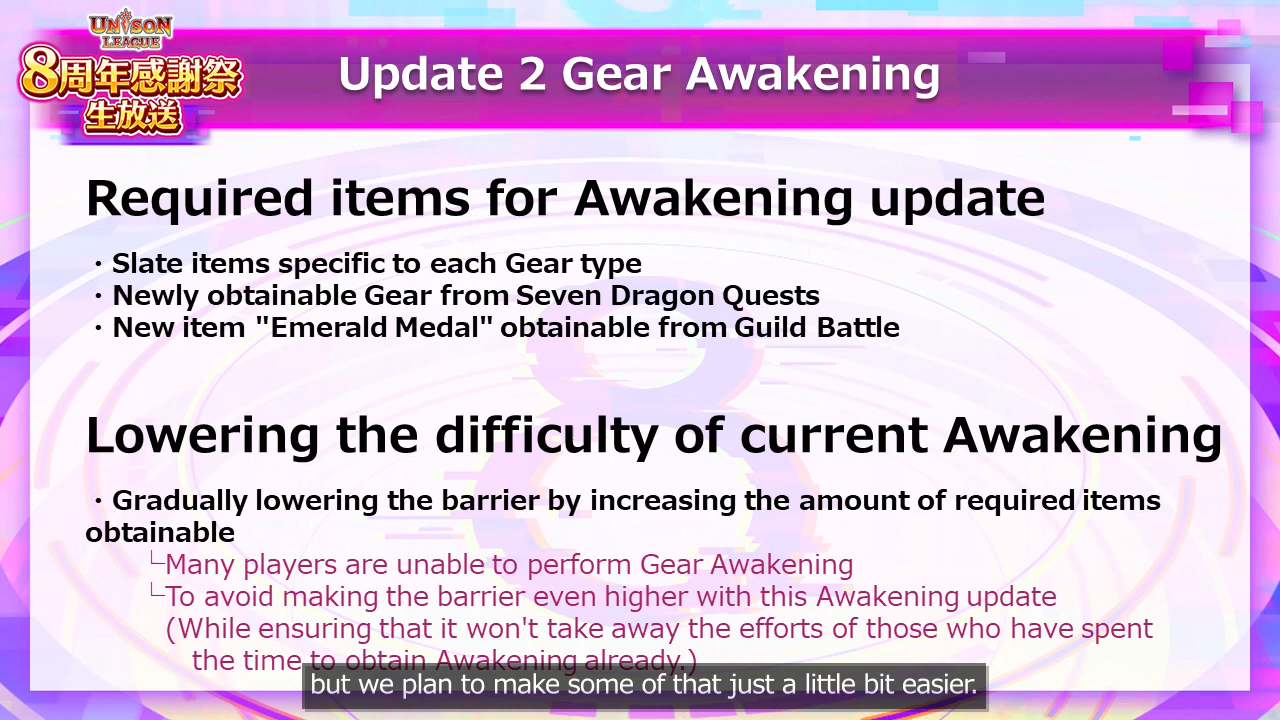 UNISON
LEAGUE
8周年感謝祭
生放送
Update 2 Gear Awakening
Required items for Awakening update
・Slate items specific to each Gear type
・Newly obtainable Gear from Seven Dragon Quests
・New item "Emerald Medal" obtainable from Guild Battle
Lowering the difficulty of current Awakening
・Gradually lowering the barrier by increasing the amount of required items
obtainable
└Many players are unable to perform Gear Awakening
└To avoid making the barrier even higher with this Awakening update
(While ensuring that it won't take away the efforts of those who have spent
the time to obtain Awakening already.)
but we plan to make some of that just a little bit easier.